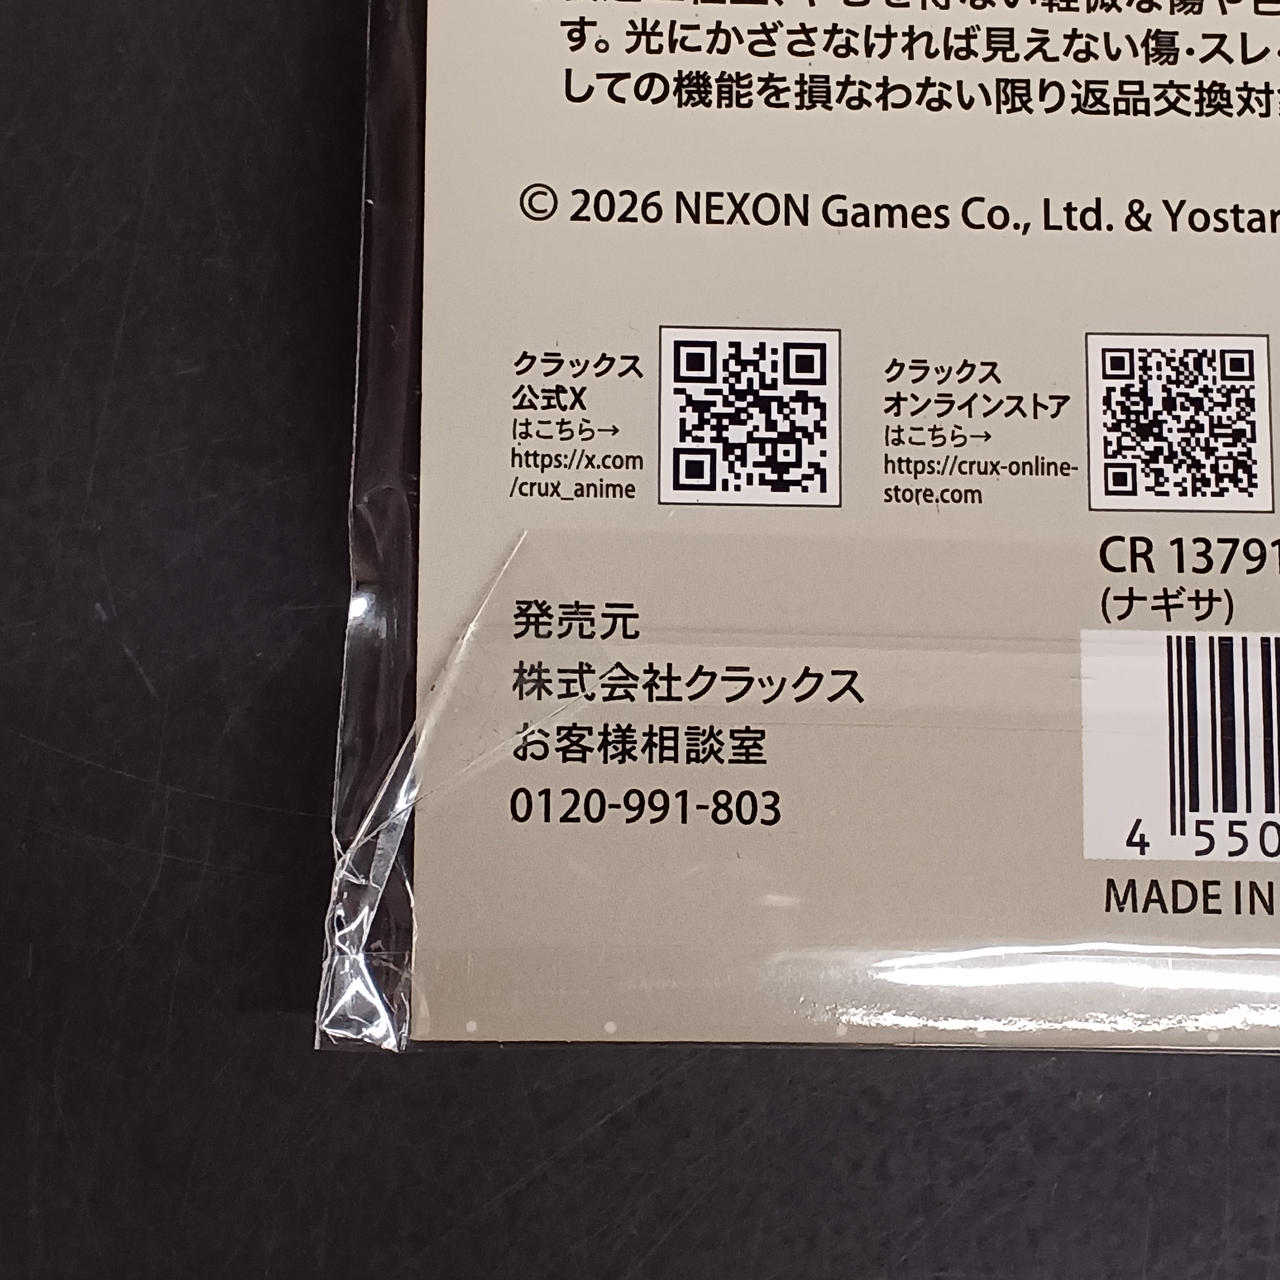 す。光にかざさなければ見えない傷・スレ
しての機能を損なわない限り返品交換対
© 2026 NEXON Games Co., Ltd. & Yostar
クラックス
公式X
はこちら→
https://x.com
/crux_anime
クラックス
オンラインストア
はこちら→
https://crux-online-
store.com
CR 13791
(ナギサ)
発売元
株式会社クラックス
お客様相談室
0120-991-803
4 550
MADE IN